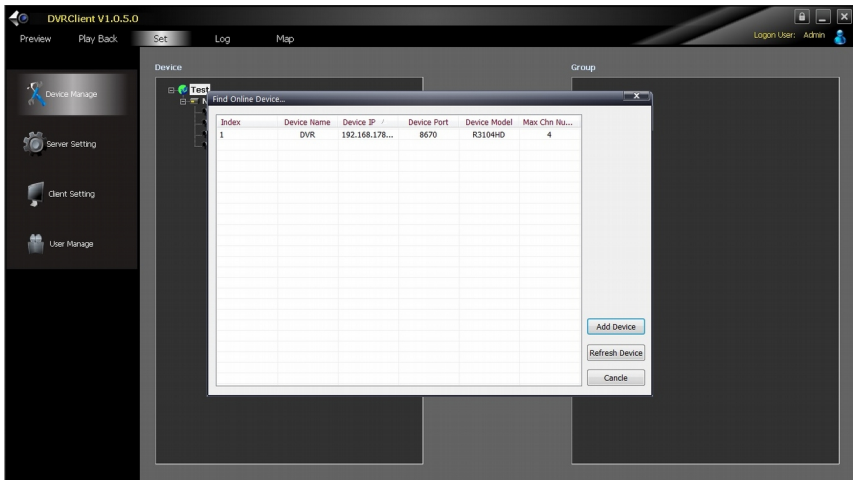 DVRClient V1.0.5.0
Preview Play Back Set Log Map Logon User: Admin
Device Group
Device Manage
Server Setting
Client Setting
User Manage
Test
N
Find Online Device...
Index Device Name Device IP Device Port Device Model Max Chn Nu...
1 DVR 192.168.178... 8670 R3104HD 4
Add Device
Refresh Device
Cancle